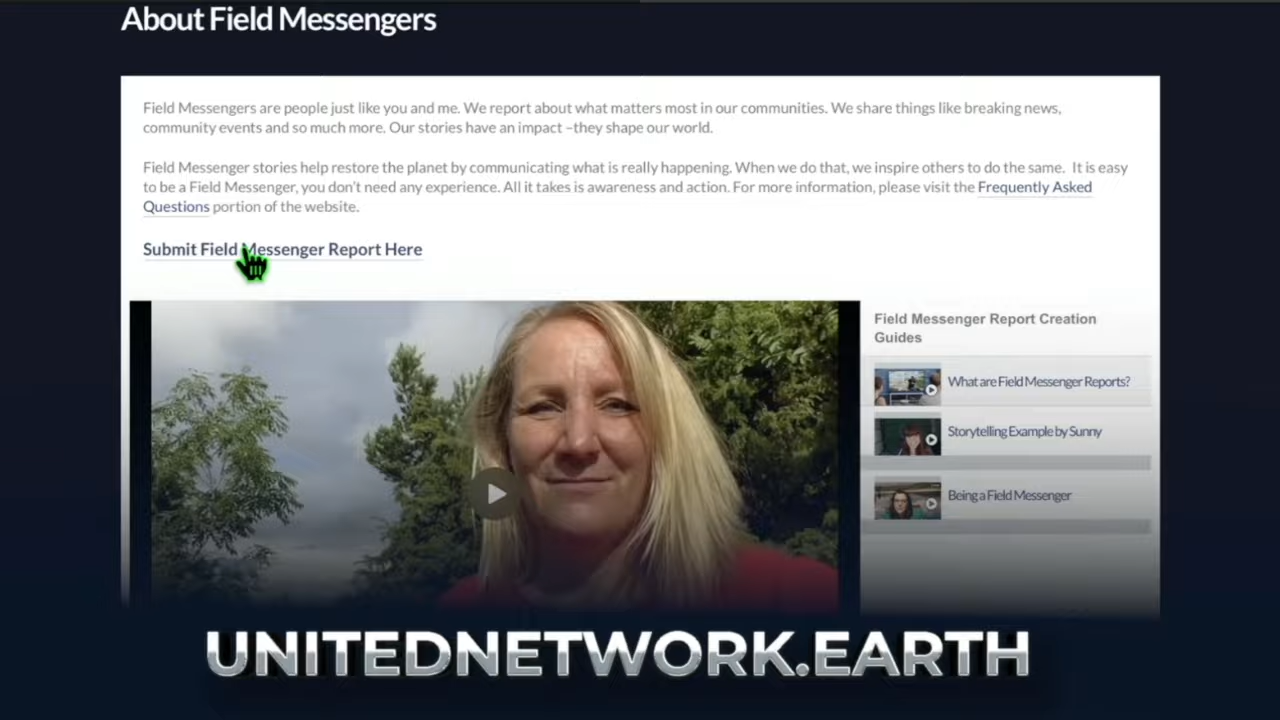 About Field Messengers
Field Messengers are people just like you and me. We report about what matters most in our communities. We share things like breaking news,
community events and so much more. Our stories have an impact –they shape our world.
Field Messenger stories help restore the planet by communicating what is really happening. When we do that, we inspire others to do the same.  It is easy
to be a Field Messenger, you don't need any experience. All it takes is awareness and action. For more information, please visit the Frequently Asked
Questions portion of the website.
Submit Field Messenger Report Here
Field Messenger Report Creation
Guides
What are Field Messenger Reports?
Storytelling Example by Sunny
Being a Field Messenger
UNITEDNETWORK.EARTH